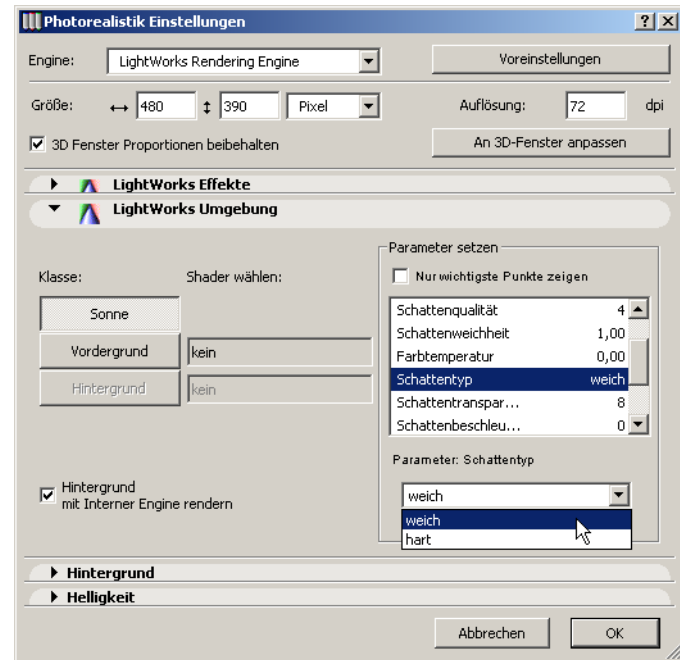 Photorealistik Einstellungen
Engine: LightWorks Rendering Engine Voreinstellungen
Größe: 480 390 Pixel Auflösung: 72 dpi
3D Fenster Proportionen beibehalten An 3D-Fenster anpassen
LightWorks Effekte
LightWorks Umgebung
Parameter setzen
Klasse: Shader wählen: Nur wichtigste Punkte zeigen
Sonne
Vordergrund kein
Hintergrund kein
Schattenqualität 4
Schattenweichheit 1,00
Farbtemperatur 0,00
Schattentyp weich
Schattentranspar... 8
Schattenbeschleu... 0
Parameter: Schattentyp
Hintergrund
mit Interner Engine rendern
weich
weich
hart
Hintergrund
Helligkeit
Abbrechen OK